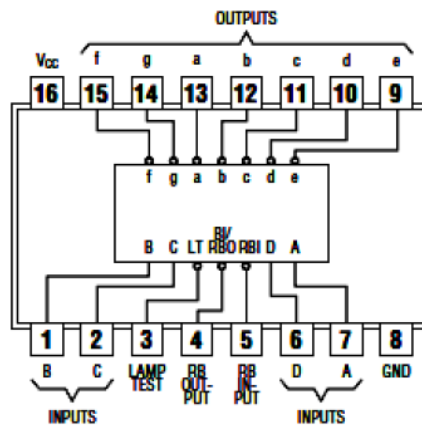 OUTPUTS
VCC f g a b c d e
16 15 14 13 12 11 10 9
f g a b c d e
BI/
B C LT RBO RBI D A
1 2 3 4 5 6 7 8
B C LAMP RB RB D A GND
TEST OUT- IN-
PUT PUT
INPUTS INPUTS